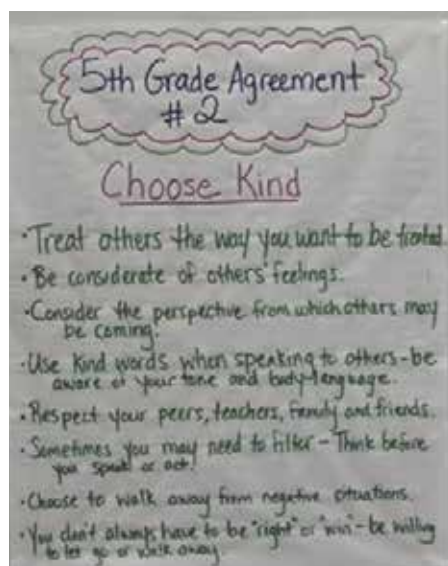 5th Grade Agreement
#2
Choose Kind
• Treat others the way you want to be treated.
• Be considerate of others' feelings.
• Consider the perspective from which others may
be coming.
• Use kind words when speaking to others - be
aware of your tone and body-language.
• Respect your peers, teachers, family and friends.
• Sometimes you may need to filter - Think before
you speak or act!
• Choose to walk away from negative situations.
• You don't always have to be "right" or "win" - be willing
to let go or walk away.